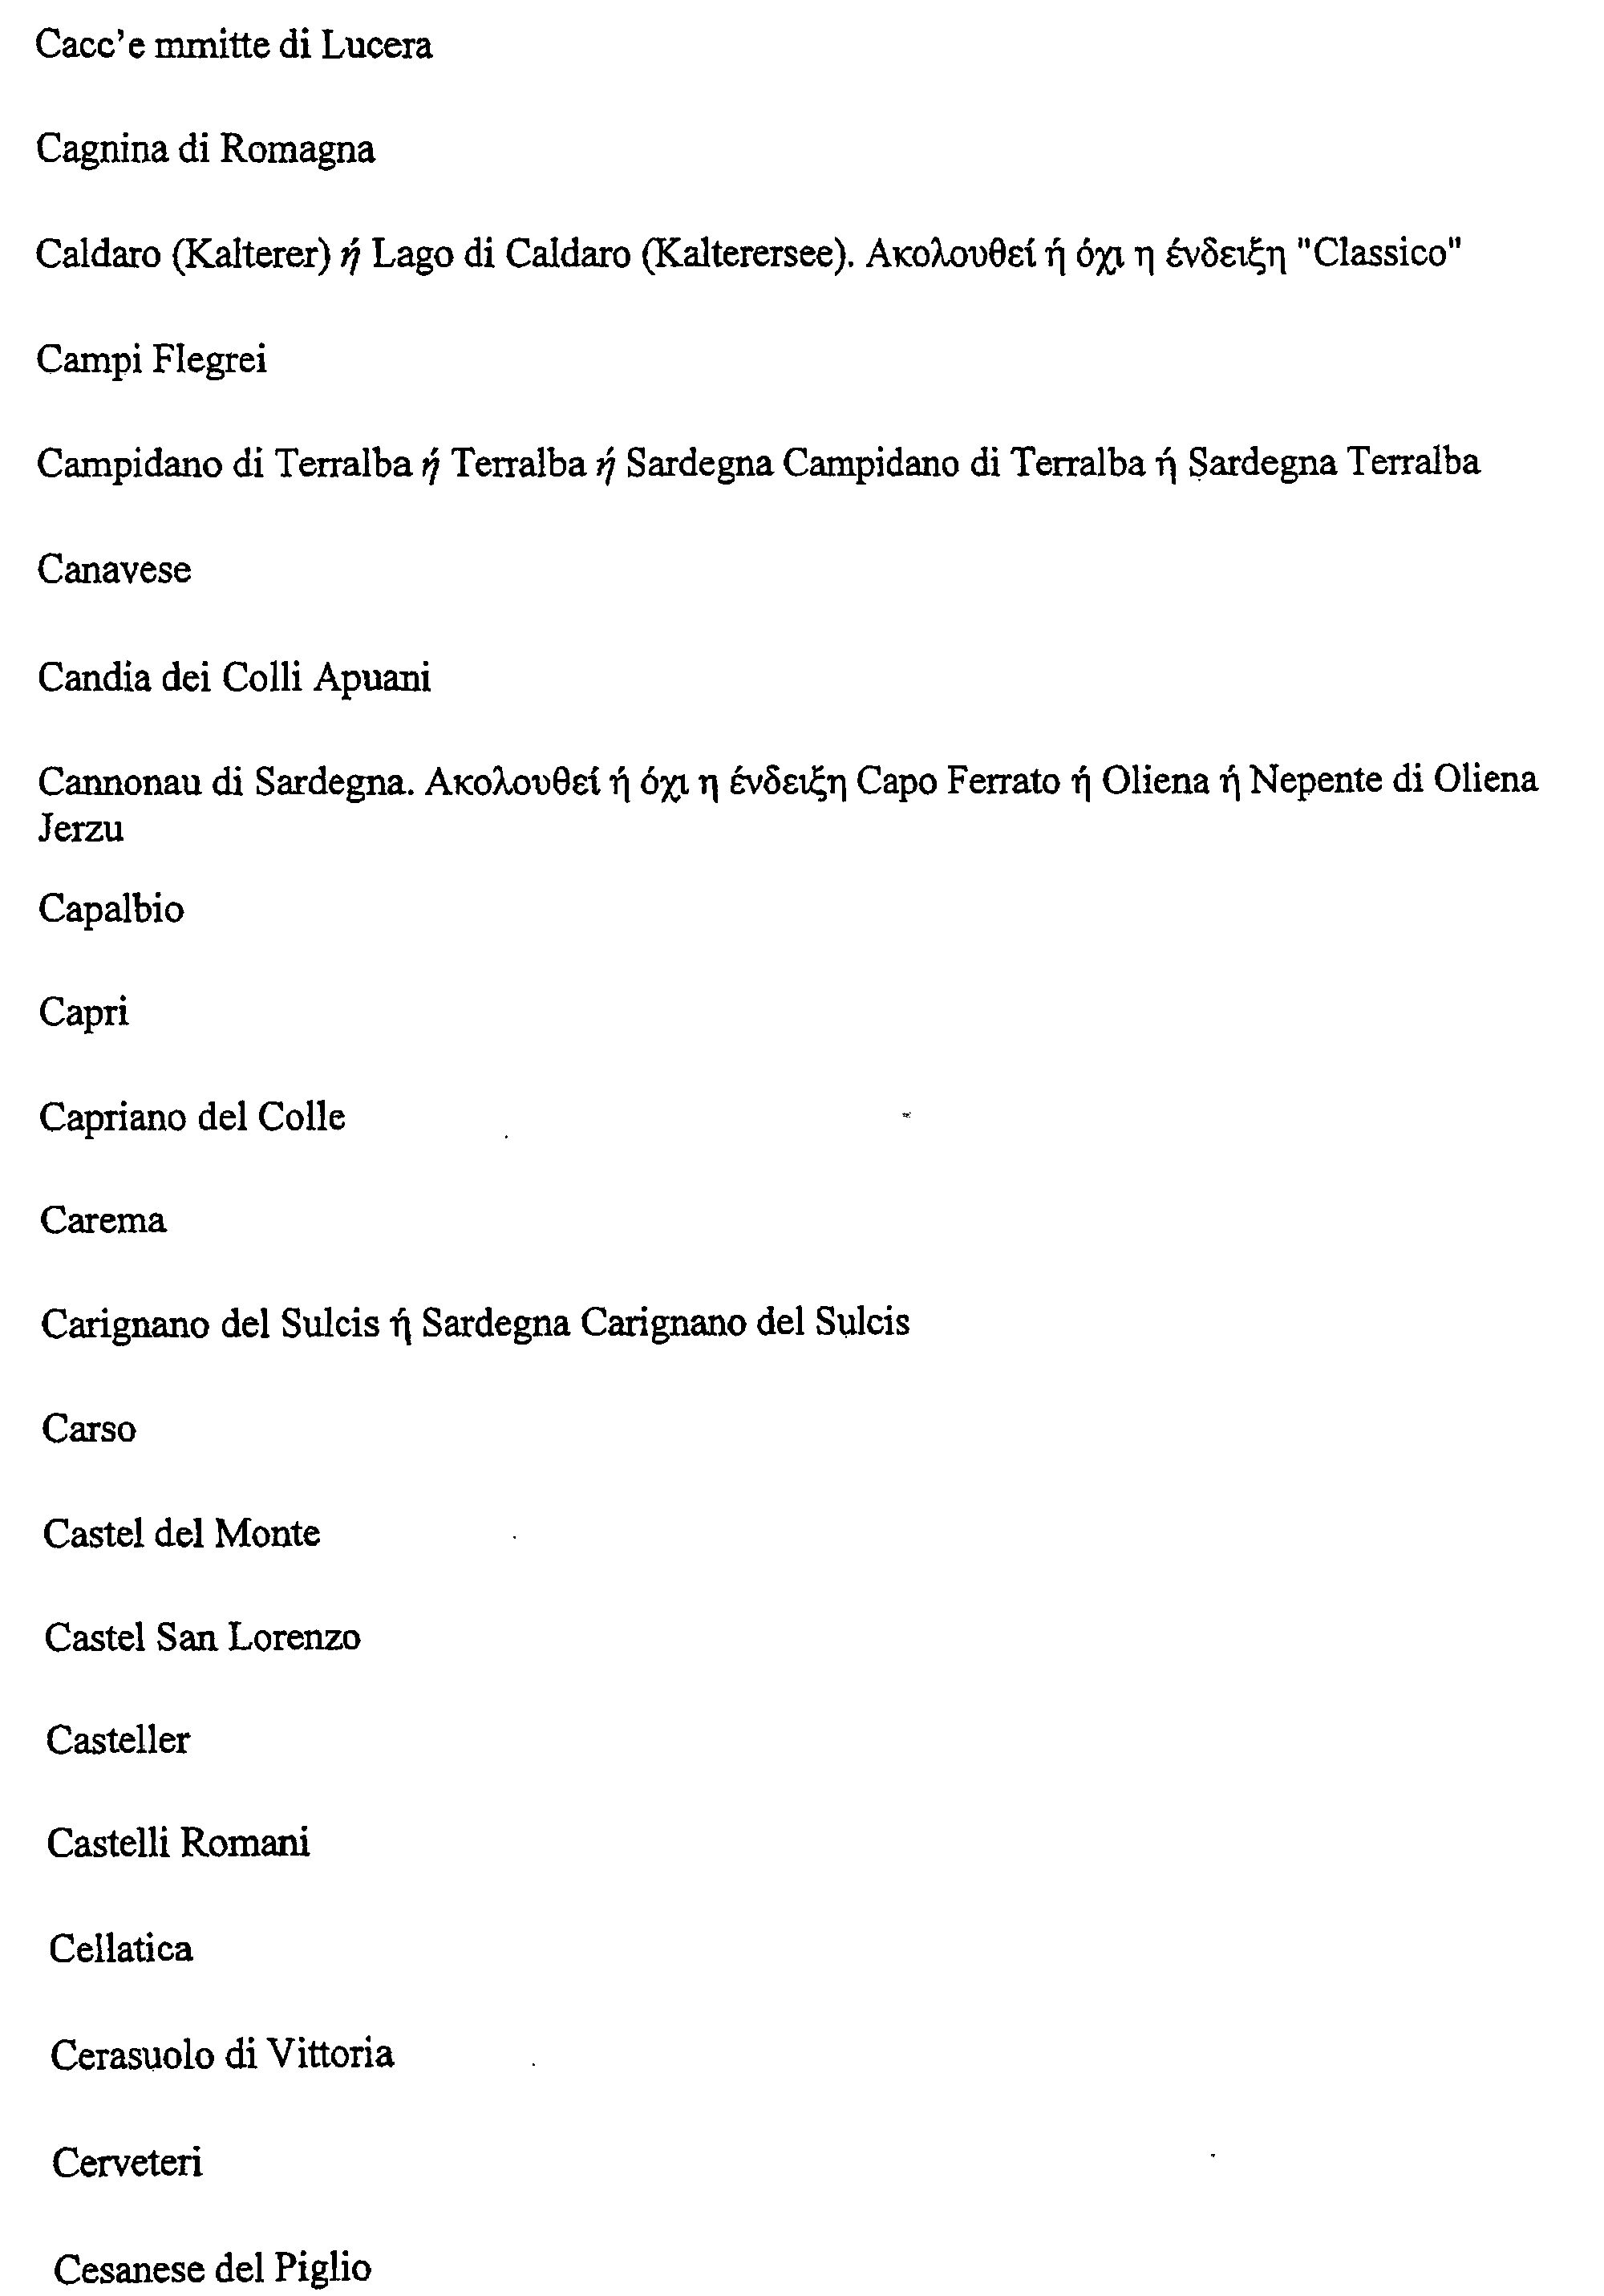 Cacc'e mmitte di Lucera
Cagnina di Romagna
Caldaro (Kalterer) ή Lago di Caldaro (Kalterersee). Ακολουθεί ή όχι η ένδειξη "Classico"
Campi Flegrei
Campidano di Terralba ή Terralba ή Sardegna Campidano di Terralba ή Sardegna Terralba
Canavese
Candia dei Colli Apuani
Cannonau di Sardegna. Ακολουθεί ή όχι η ένδειξη Capo Ferrato ή Oliena ή Nepente di Oliena
Jerzu
Capalbio
Capri
Capriano del Colle
Carema
Carignano del Sulcis ή Sardegna Carignano del Sulcis
Carso
Castel del Monte
Castel San Lorenzo
Casteller
Castelli Romani
Cellatica
Cerasuolo di Vittoria
Cerveteri
Cesanese del Piglio